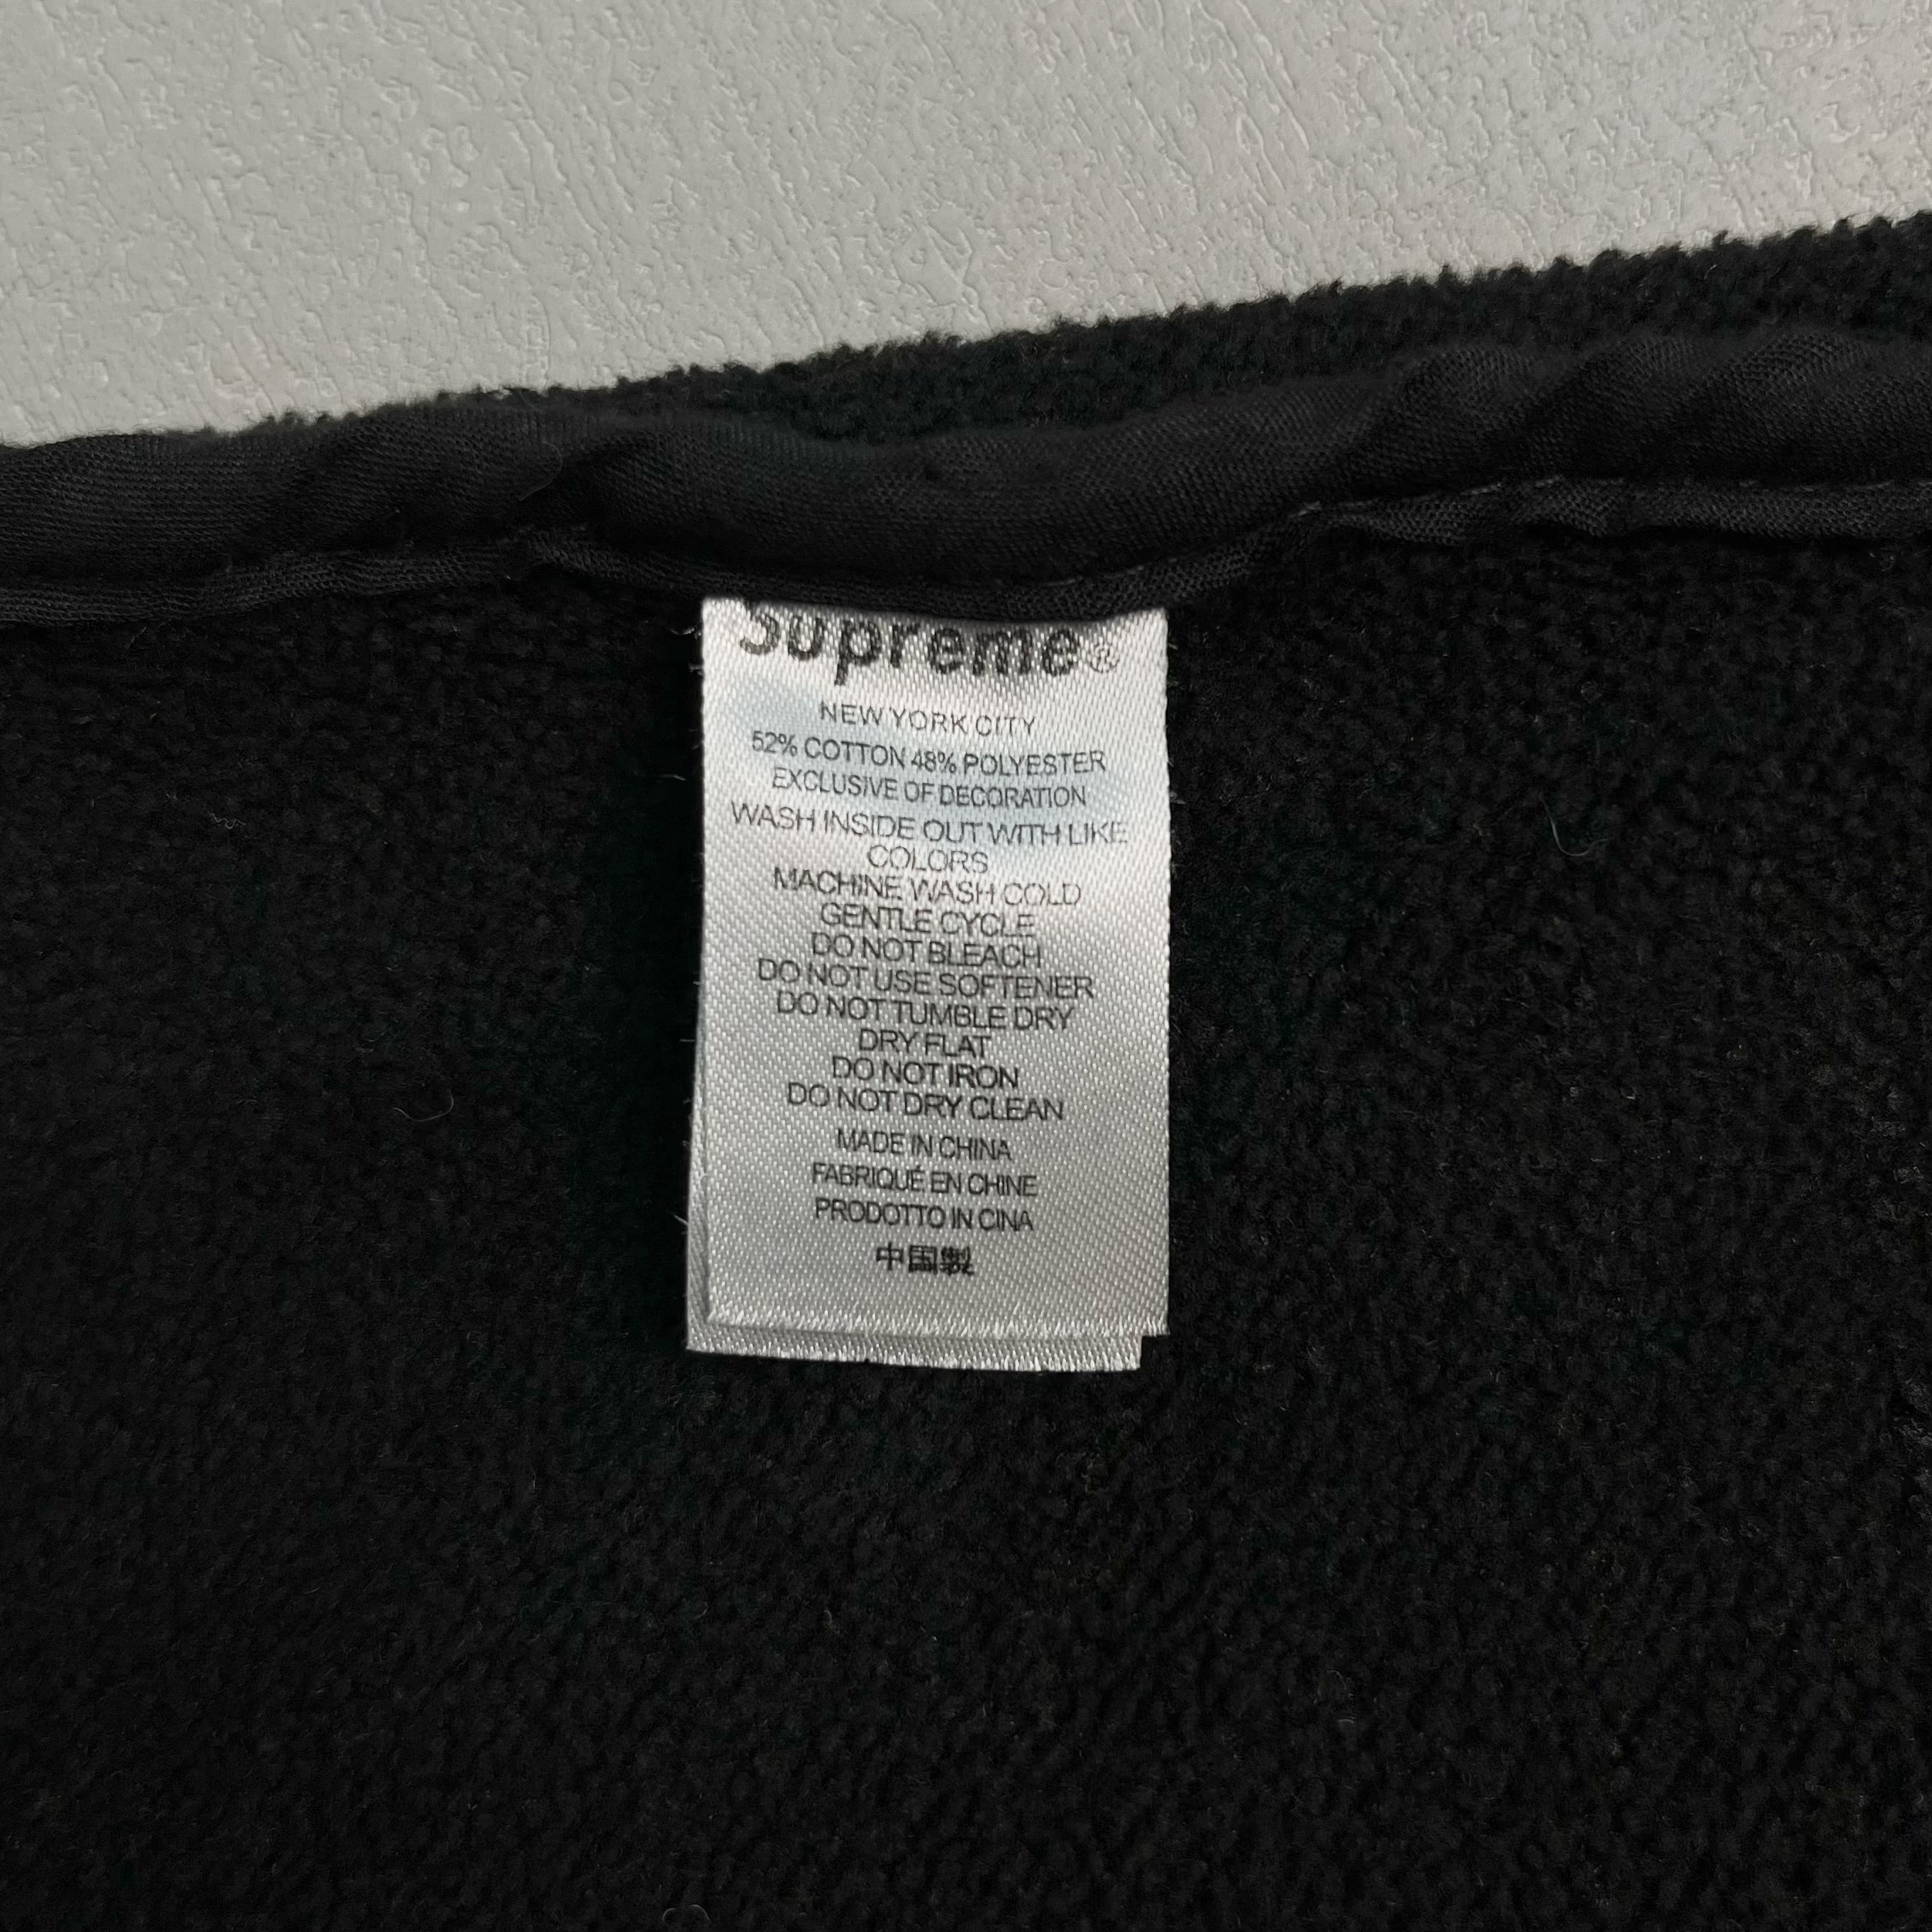 Supreme®
NEW YORK CITY
52% COTTON 48% POLYESTER
EXCLUSIVE OF DECORATION
WASH INSIDE OUT WITH LIKE
COLORS
MACHINE WASH COLD
GENTLE CYCLE
DO NOT BLEACH
DO NOT USE SOFTENER
DO NOT TUMBLE DRY
DRY FLAT
DO NOT IRON
DO NOT DRY CLEAN
MADE IN CHINA
FABRIQUÉ EN CHINE
PRODOTTO IN CINA
中国製